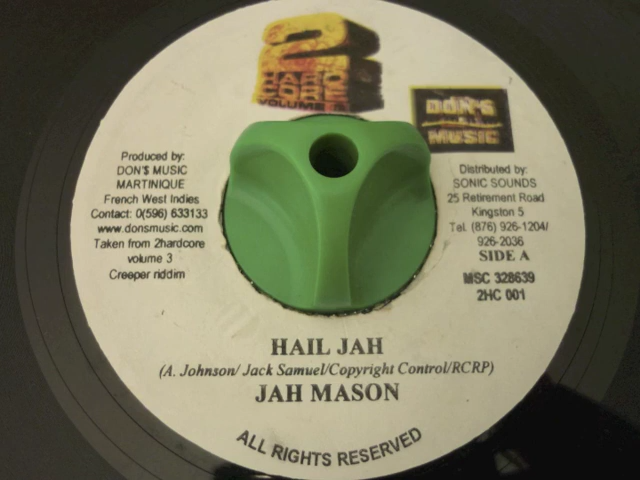 2
HARD
CORE
VOLUME 3
DON'S
MUSIC
Produced by:
DON'S MUSIC
MARTINIQUE
French West Indies
Contact: 0(596) 633133
www.donsmusic.com
Taken from 2hardcore
volume 3
Creeper riddim
Distributed by:
SONIC SOUNDS
25 Retirement Road
Kingston 5
Tel. (876) 926-1204/
926-2036
SIDE A
MSC 328639
2HC 001
HAIL JAH
(A. Johnson/ Jack Samuel/Copyright Control/RCRP)
JAH MASON
ALL RIGHTS RESERVED